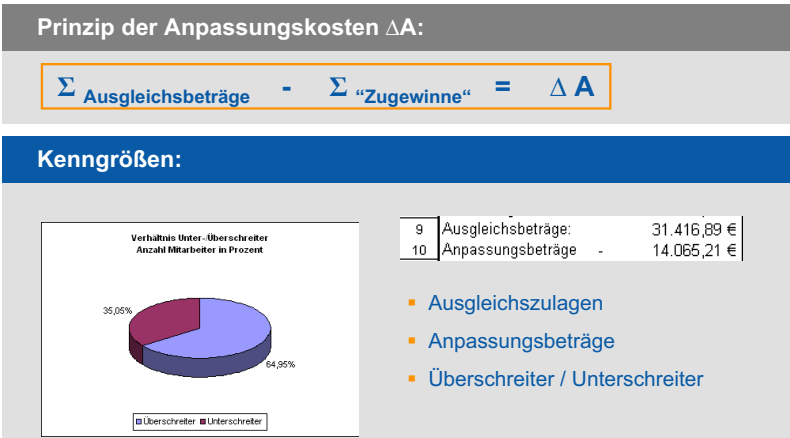 Prinzip der Anpassungskosten ∆A:
Σ Ausgleichsbeträge - Σ “Zugewinne“ = ∆ A
Kenngrößen:
Verhältnis Unter-/Überschreiter
Anzahl Mitarbeiter in Prozent
35,05%
64,95%
Überschreiter Unterschreiter
9 Ausgleichsbeträge: 31.416,89 €
10 Anpassungsbeträge - 14.065,21 €
Ausgleichszulagen
Anpassungsbeträge
Überschreiter / Unterschreiter